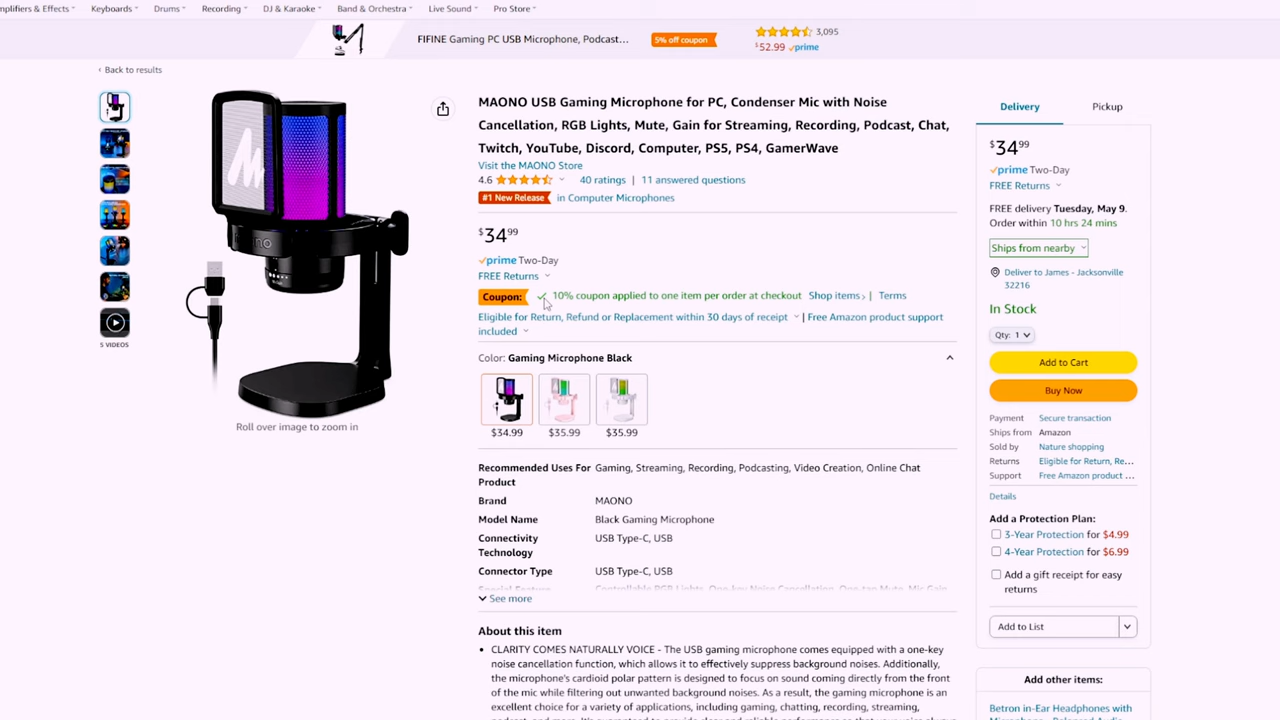 mplifiers & Effects
Keyboards
Drums
Recording
DJ & Karaoke
Band & Orchestra
Live Sound
Pro Store
FIFINE Gaming PC USB Microphone, Podcast...
5% off coupon
3,095
$52.99 prime
‹ Back to results
5 VIDEOS
ono
Roll over image to zoom in
MAONO USB Gaming Microphone for PC, Condenser Mic with Noise
Cancellation, RGB Lights, Mute, Gain for Streaming, Recording, Podcast, Chat,
Twitch, YouTube, Discord, Computer, PS5, PS4, GamerWave
Visit the MAONO Store
4.6
40 ratings | 11 answered questions
#1 New Release in Computer Microphones
$34 99
prime Two-Day
FREE Returns
Coupon: 10% coupon applied to one item per order at checkout Shop items › | Terms
Eligible for Return, Refund or Replacement within 30 days of receipt | Free Amazon product support
included
Color: Gaming Microphone Black
$34.99
$35.99
$35.99
Recommended Uses For Gaming, Streaming, Recording, Podcasting, Video Creation, Online Chat
Product
Brand MAONO
Model Name Black Gaming Microphone
Connectivity USB Type-C, USB
Technology
Connector Type USB Type-C, USB
Special Feature Controllable RGB Lights, One-key Noise Cancellation, One-tap Mute, Mic Gain
See more
About this item
• CLARITY COMES NATURALLY VOICE - The USB gaming microphone comes equipped with a one-key
noise cancellation function, which allows it to effectively suppress background noises. Additionally,
the microphone's cardioid polar pattern is designed to focus on sound coming directly from the front
of the mic while filtering out unwanted background noises. As a result, the gaming microphone is an
excellent choice for a variety of applications, including gaming, chatting, recording, streaming,
Delivery
Pickup
$34 99
prime Two-Day
FREE Returns
FREE delivery Tuesday, May 9.
Order within 10 hrs 24 mins
Ships from nearby
Deliver to James - Jacksonville
32216
In Stock
Qty: 1
Add to Cart
Buy Now
Payment Secure transaction
Ships from Amazon
Sold by Nature shopping
Returns Eligible for Return, Re...
Support Free Amazon product ...
Details
Add a Protection Plan:
3-Year Protection for $4.99
4-Year Protection for $6.99
Add a gift receipt for easy
returns
Add to List
Add other items:
Betron in-Ear Headphones with